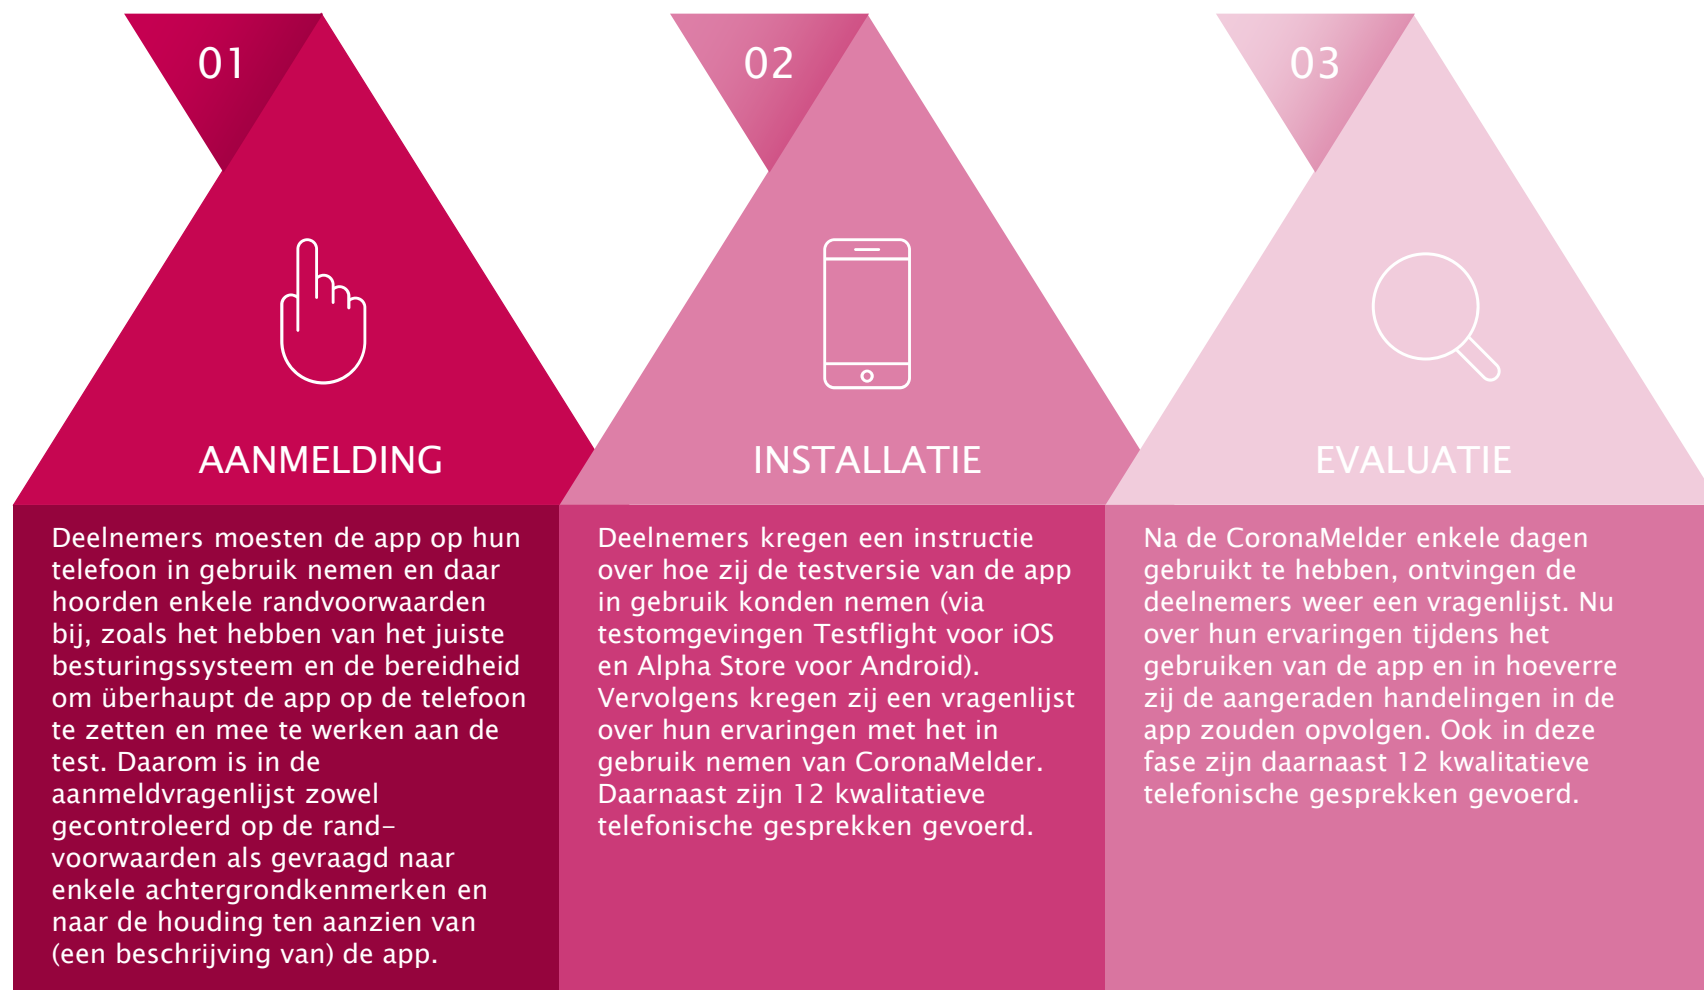 01
AANMELDING
Deelnemers moesten de app op hun
telefoon in gebruik nemen en daar
hoorden enkele randvoorwaarden
bij, zoals het hebben van het juiste
besturingssysteem en de bereidheid
om überhaupt de app op de telefoon
te zetten en mee te werken aan de
test. Daarom is in de
aanmeldvragenlijst zowel
gecontroleerd op de rand-
voorwaarden als gevraagd naar
enkele achtergrondkenmerken en
naar de houding ten aanzien van
(een beschrijving van) de app.
02
INSTALLATIE
Deelnemers kregen een instructie
over hoe zij de testversie van de app
in gebruik konden nemen (via
testomgevingen Testflight voor iOS
en Alpha Store voor Android).
Vervolgens kregen zij een vragenlijst
over hun ervaringen met het in
gebruik nemen van CoronaMelder.
Daarnaast zijn 12 kwalitatieve
telefonische gesprekken gevoerd.
03
EVALUATIE
Na de CoronaMelder enkele dagen
gebruikt te hebben, ontvingen de
deelnemers weer een vragenlijst. Nu
over hun ervaringen tijdens het
gebruiken van de app en in hoeverre
zij de aangeraden handelingen in de
app zouden opvolgen. Ook in deze
fase zijn daarnaast 12 kwalitatieve
telefonische gesprekken gevoerd.